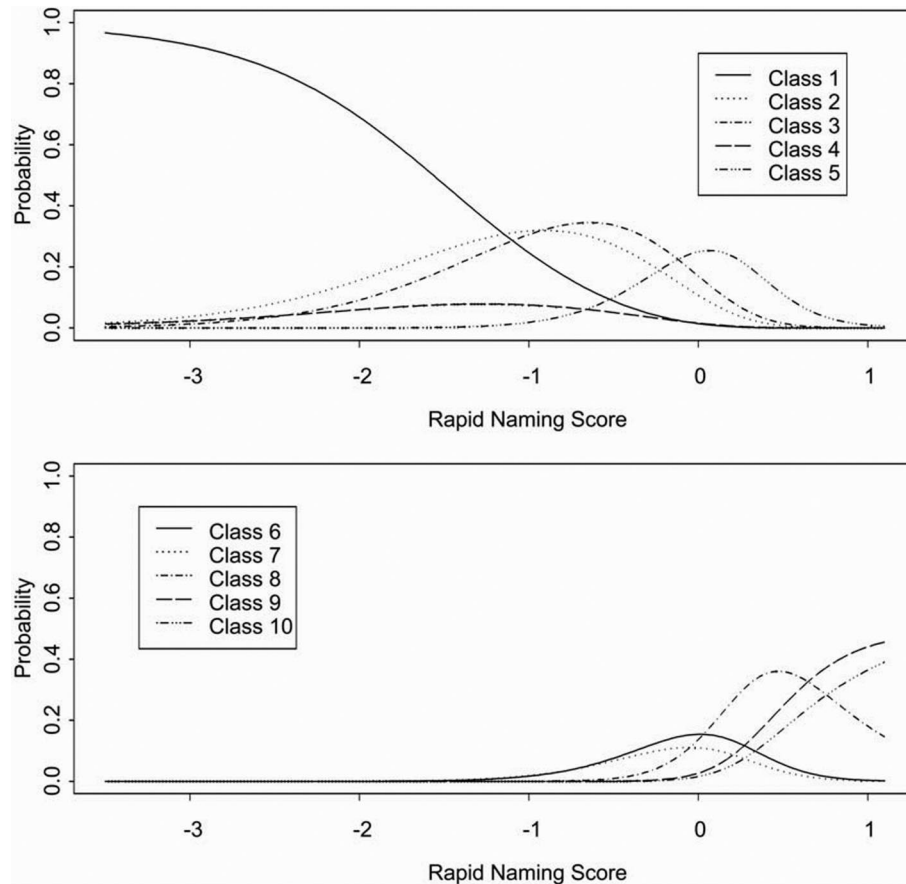 1.0
0.8
0.6
0.4
0.2
0.0
Probability
Class 1
Class 2
Class 3
Class 4
Class 5
-3 -2 -1 0 1
Rapid Naming Score
1.0
0.8
0.6
0.4
0.2
0.0
Probability
Class 6
Class 7
Class 8
Class 9
Class 10
-3 -2 -1 0 1
Rapid Naming Score